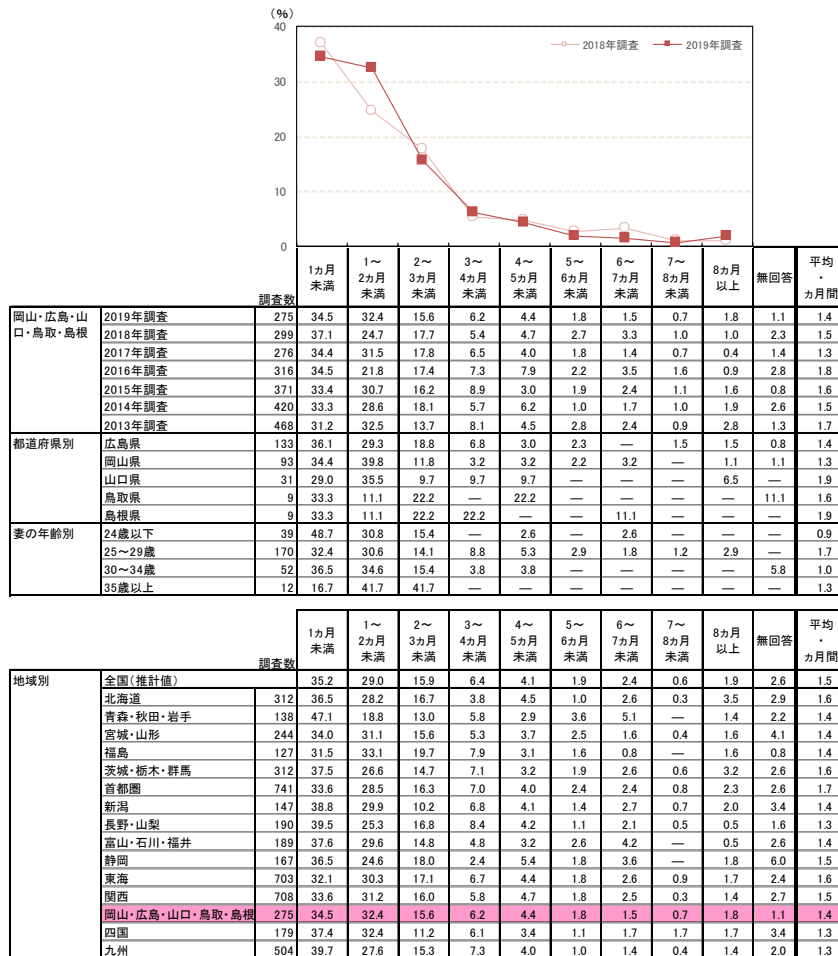 (%)
40
30
20
10
0
2018年調査 2019年調査
調査数 1ヵ月未満 1～2ヵ月未満 2～3ヵ月未満 3～4ヵ月未満 4～5ヵ月未満 5～6ヵ月未満 6～7ヵ月未満 7～8ヵ月未満 8ヵ月以上 無回答 平均・ヵ月間
岡山・広島・山口・鳥取・島根 2019年調査 275 34.5 32.4 15.6 6.2 4.4 1.8 1.5 0.7 1.8 1.1 1.4
2018年調査 299 37.1 24.7 17.7 5.4 4.7 2.7 3.3 1.0 1.0 2.3 1.5
2017年調査 276 34.4 31.5 17.8 6.5 4.0 1.8 1.4 0.7 0.4 1.4 1.3
2016年調査 316 34.5 21.8 17.4 7.3 7.9 2.2 3.5 1.6 0.9 2.8 1.8
2015年調査 371 33.4 30.7 16.2 8.9 3.0 1.9 2.4 1.1 1.6 0.8 1.6
2014年調査 420 33.3 28.6 18.1 5.7 6.2 1.0 1.7 1.0 1.9 2.6 1.5
2013年調査 468 31.2 32.5 13.7 8.1 4.5 2.8 2.4 0.9 2.8 1.3 1.7
都道府県別 広島県 133 36.1 29.3 18.8 6.8 3.0 2.3 — 1.5 1.5 0.8 1.4
岡山県 93 34.4 39.8 11.8 3.2 3.2 2.2 3.2 — 1.1 1.1 1.3
山口県 31 29.0 35.5 9.7 9.7 9.7 — — — 6.5 — 1.9
鳥取県 9 33.3 11.1 22.2 — 22.2 — — — — 11.1 1.6
島根県 9 33.3 11.1 22.2 22.2 — — 11.1 — — — 1.9
妻の年齢別 24歳以下 39 48.7 30.8 15.4 — 2.6 — 2.6 — — — 0.9
25～29歳 170 32.4 30.6 14.1 8.8 5.3 2.9 1.8 1.2 2.9 — 1.7
30～34歳 52 36.5 34.6 15.4 3.8 3.8 — — — — 5.8 1.0
35歳以上 12 16.7 41.7 41.7 — — — — — — — 1.3
調査数 1ヵ月未満 1～2ヵ月未満 2～3ヵ月未満 3～4ヵ月未満 4～5ヵ月未満 5～6ヵ月未満 6～7ヵ月未満 7～8ヵ月未満 8ヵ月以上 無回答 平均・ヵ月間
地域別 全国(推計値) 35.2 29.0 15.9 6.4 4.1 1.9 2.4 0.6 1.9 2.6 1.5
北海道 312 36.5 28.2 16.7 3.8 4.5 1.0 2.6 0.3 3.5 2.9 1.6
青森・秋田・岩手 138 47.1 18.8 13.0 5.8 2.9 3.6 5.1 — 1.4 2.2 1.4
宮城・山形 244 34.0 31.1 15.6 5.3 3.7 2.5 1.6 0.4 1.6 4.1 1.4
福島 127 31.5 33.1 19.7 7.9 3.1 1.6 0.8 — 1.6 0.8 1.4
茨城・栃木・群馬 312 37.5 26.6 14.7 7.1 3.2 1.9 2.6 0.6 3.2 2.6 1.6
首都圏 741 33.6 28.5 16.3 7.0 4.0 2.4 2.4 0.8 2.3 2.6 1.7
新潟 147 38.8 29.9 10.2 6.8 4.1 1.4 2.7 0.7 2.0 3.4 1.4
長野・山梨 190 39.5 25.3 16.8 8.4 4.2 1.1 2.1 0.5 0.5 1.6 1.3
富山・石川・福井 189 37.6 29.6 14.8 4.8 3.2 2.6 4.2 — 0.5 2.6 1.4
静岡 167 36.5 24.6 18.0 2.4 5.4 1.8 3.6 — 1.8 6.0 1.5
東海 703 32.1 30.3 17.1 6.7 4.4 1.8 2.6 0.9 1.7 2.4 1.6
関西 708 33.6 31.2 16.0 5.8 4.7 1.8 2.5 0.3 1.4 2.7 1.5
岡山・広島・山口・鳥取・島根 275 34.5 32.4 15.6 6.2 4.4 1.8 1.5 0.7 1.8 1.1 1.4
四国 179 37.4 32.4 11.2 6.1 3.4 1.1 1.7 1.7 1.7 3.4 1.3
九州 504 39.7 27.6 15.3 7.3 4.0 1.0 1.4 0.4 1.4 2.0 1.3